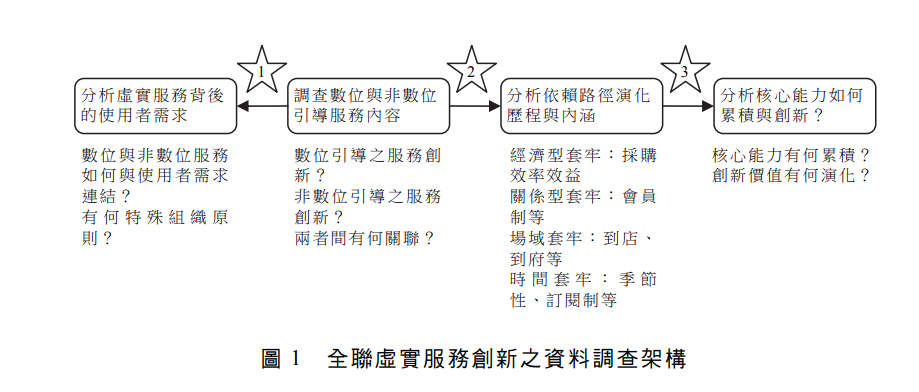 1
2
3
分析虛實服務背後
的使用者需求
數位與非數位服務
如何與使用者需求
連結？
有何特殊組織原
則？
調查數位與非數位
引導服務內容
數位引導之服務創
新？
非數位引導之服務
創新？
兩者間有何關聯？
分析依賴路徑演化
歷程與內涵
經濟型套牢：採購
效率效益
關係型套牢：會員
制等
場域套牢：到店、
到府等
時間套牢：季節
性、訂閱制等
分析核心能力如何
累積與創新？
核心能力有何累積？
創新價值有何演化？
圖 1 全聯虛實服務創新之資料調查架構